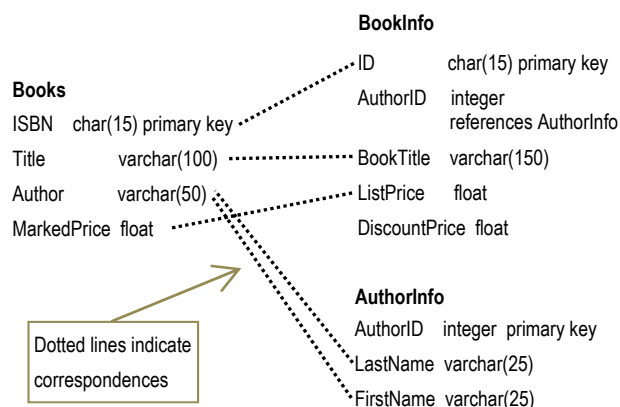 Books
ISBN char(15) primary key
Title varchar(100)
Author varchar(50)
MarkedPrice float
Dotted lines indicate
correspondences
BookInfo
ID char(15) primary key
AuthorID integer
references AuthorInfo
BookTitle varchar(150)
ListPrice float
DiscountPrice float
AuthorInfo
AuthorID integer primary key
LastName varchar(25)
FirstName varchar(25)